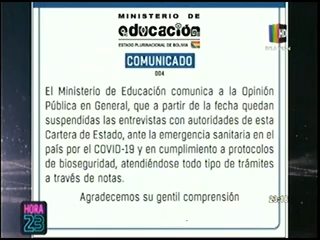 MINISTERIO DE
educación
ESTADO PLURINACIONAL DE BOLIVIA
COMUNICADO
004
El Ministerio de Educación comunica a la Opinión
Pública en General, que a partir de la fecha quedan
suspendidas las entrevistas con autoridades de esta
Cartera de Estado, ante la emergencia sanitaria en el
país por el COVID-19 y en cumplimiento a protocolos
de bioseguridad, atendiéndose todo tipo de trámites
a través de notas.
Agradecemos su gentil comprensión
HORA
23